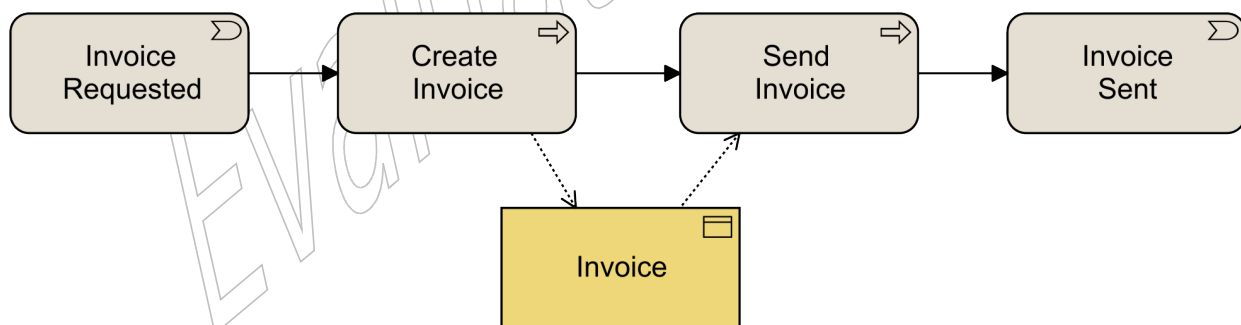 Invoice
Requested
Create
Invoice
Send
Invoice
Invoice
Sent
Invoice